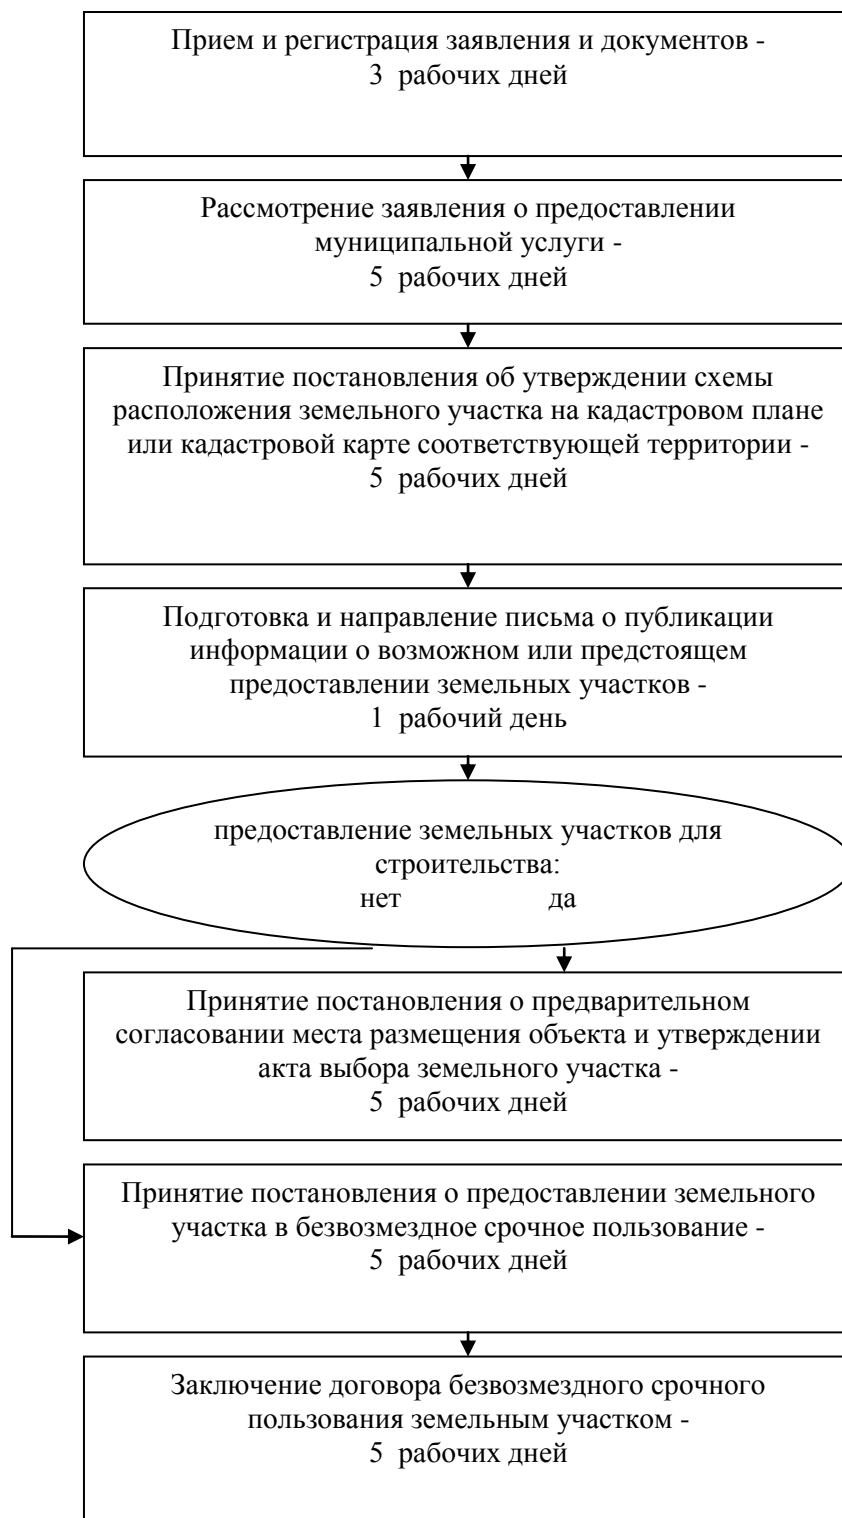 Прием и регистрация заявления и документов -
3 рабочих дней
Рассмотрение заявления о предоставлении
муниципальной услуги -
5 рабочих дней
Принятие постановления об утверждении схемы
расположения земельного участка на кадастровом плане
или кадастровой карте соответствующей территории -
5 рабочих дней
Подготовка и направление письма о публикации
информации о возможном или предстоящем
предоставлении земельных участков -
1 рабочий день
предоставление земельных участков для
строительства:
нет да
Принятие постановления о предварительном
согласовании места размещения объекта и утверждении
акта выбора земельного участка -
5 рабочих дней
Принятие постановления о предоставлении земельного
участка в безвозмездное срочное пользование -
5 рабочих дней
Заключение договора безвозмездного срочного
пользования земельным участком -
5 рабочих дней